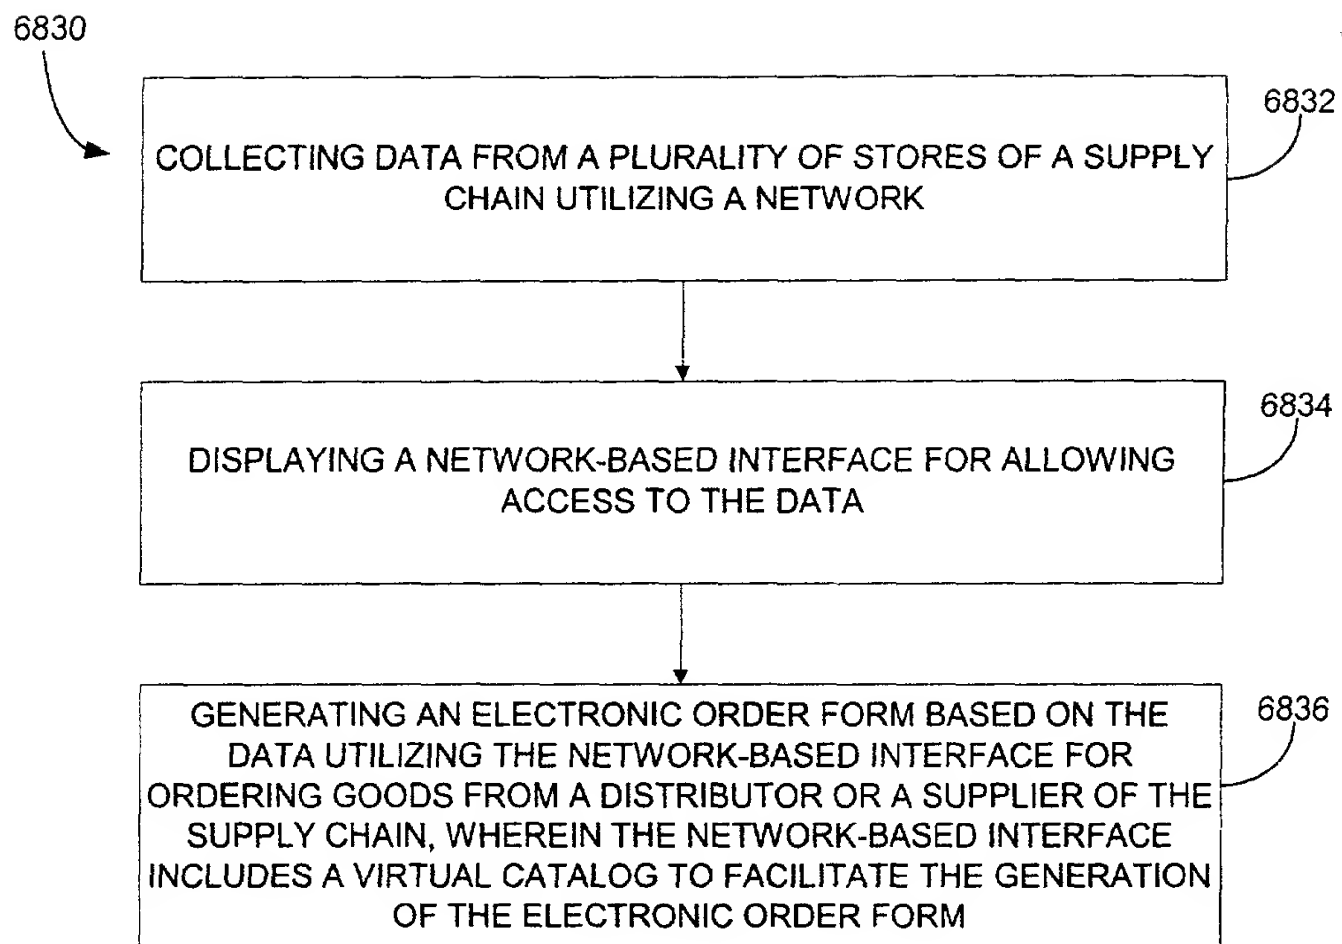 6830
6832
COLLECTING DATA FROM A PLURALITY OF STORES OF A SUPPLY
CHAIN UTILIZING A NETWORK
6834
DISPLAYING A NETWORK-BASED INTERFACE FOR ALLOWING
ACCESS TO THE DATA
6836
GENERATING AN ELECTRONIC ORDER FORM BASED ON THE
DATA UTILIZING THE NETWORK-BASED INTERFACE FOR
ORDERING GOODS FROM A DISTRIBUTOR OR A SUPPLIER OF THE
SUPPLY CHAIN, WHEREIN THE NETWORK-BASED INTERFACE
INCLUDES A VIRTUAL CATALOG TO FACILITATE THE GENERATION
OF THE ELECTRONIC ORDER FORM